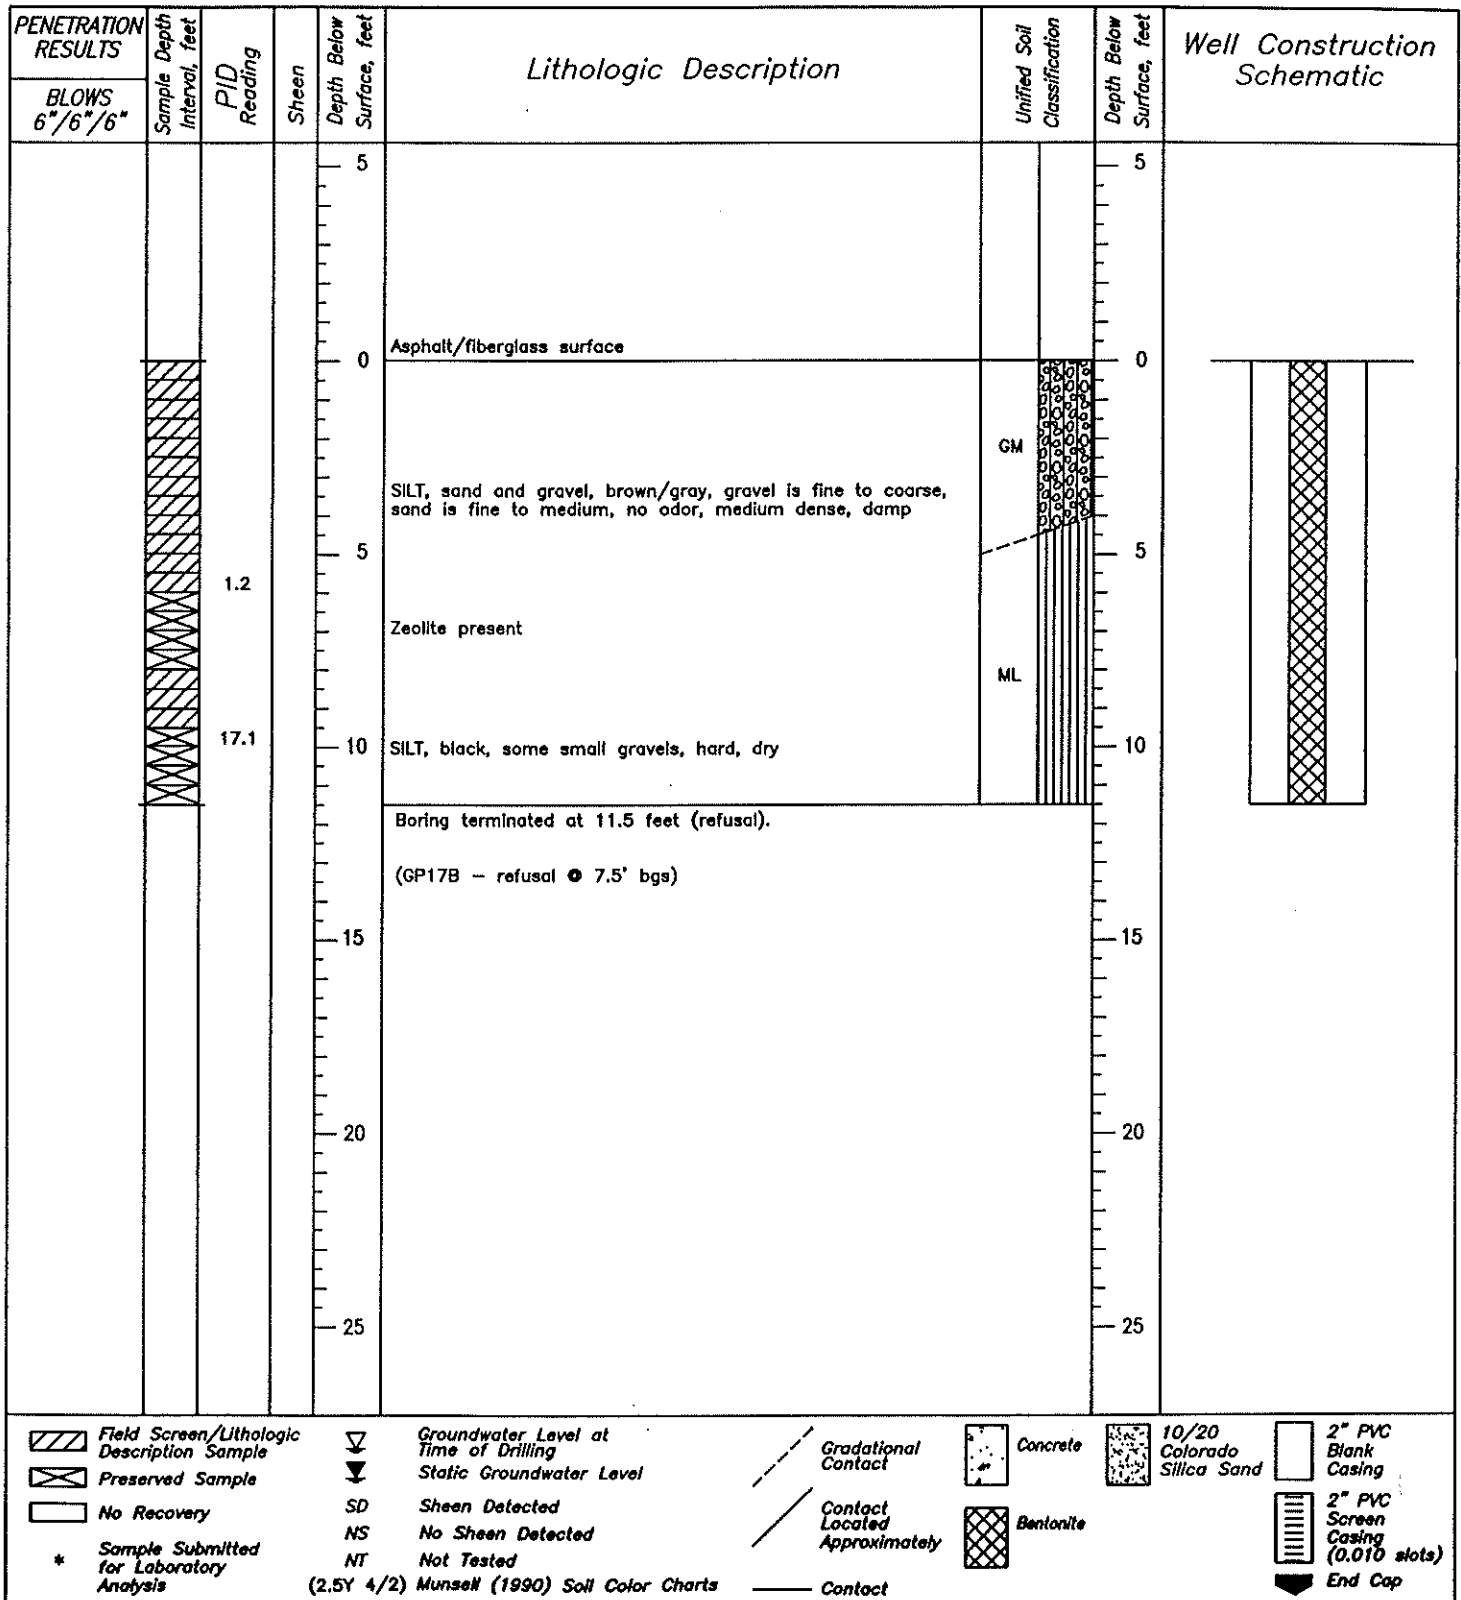 PENETRATION
RESULTS
BLOWS
6"/6"/6"
Sample Depth
Interval, feet
PID
Reading
Sheen
Depth Below
Surface, feet
Lithologic Description
Unified Soil
Classification
Depth Below
Surface, feet
Well Construction
Schematic
5
5
Asphalt/fiberglass surface
0
0
GM
SILT, sand and gravel, brown/gray, gravel is fine to coarse,
sand is fine to medium, no odor, medium dense, damp
5
5
1.2
Zeolite present
ML
17.1
10
SILT, black, some small gravels, hard, dry
10
Boring terminated at 11.5 feet (refusal).
(GP17B – refusal @ 7.5' bgs)
15
15
20
20
25
25
Field Screen/Lithologic
Description Sample
Preserved Sample
No Recovery
* Sample Submitted
for Laboratory
Analysis
Groundwater Level at
Time of Drilling
Static Groundwater Level
SD Sheen Detected
NS No Sheen Detected
NT Not Tested
(2.5Y 4/2) Munsell (1990) Soil Color Charts
Gradational
Contact
Contact
Located
Approximately
Contact
Concrete
Bentonite
10/20
Colorado
Silica Sand
2" PVC
Blank
Casing
2" PVC
Screen
Casing
(0.010 slots)
End Cap